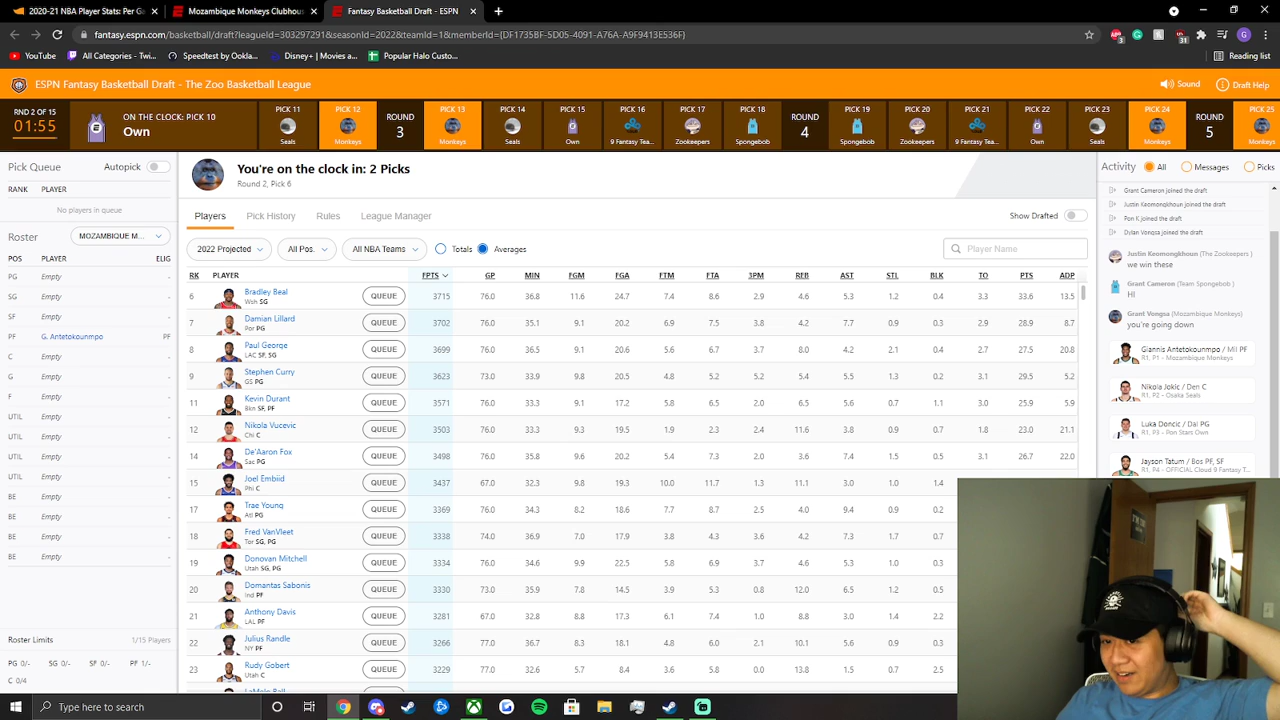 2020-21 NBA Player Stats: Per Ga
Mozambique Monkeys Clubhous
Fantasy Basketball Draft - ESPN
fantasy.espn.com/basketball/draft?leagueId=303297291&seasonId=2022&teamId=1&memberId={DF1735BF-5D05-4091-A76A-A9F9413E536F}
YouTube
All Categories - Twi...
Speedtest by Ookla...
Disney+ | Movies a...
Popular Halo Custo...
Reading list
ESPN Fantasy Basketball Draft - The Zoo Basketball League
Sound
Draft Help
RND 2 OF 15
01:55
ON THE CLOCK: PICK 10
Own
PICK 11
Seals
PICK 12
Monkeys
ROUND
3
PICK 13
Monkeys
PICK 14
Seals
PICK 15
Own
PICK 16
9 Fantasy Tea...
PICK 17
Zookeepers
PICK 18
Spongebob
ROUND
4
PICK 19
Spongebob
PICK 20
Zookeepers
PICK 21
9 Fantasy Tea...
PICK 22
Own
PICK 23
Seals
PICK 24
Monkeys
ROUND
5
PICK 25
Monkeys
Pick Queue
Autopick
RANK PLAYER
No players in queue
Roster
MOZAMBIQUE M...
POS PLAYER ELIG
PG Empty -
SG Empty -
SF Empty -
PF G. Antetokounmpo PF
C Empty -
G Empty -
F Empty -
UTIL Empty -
UTIL Empty -
UTIL Empty -
UTIL Empty -
BE Empty -
BE Empty -
BE Empty -
BE Empty -
Roster Limits 1/15 Players
PG 0/- SG 0/- SF 0/- PF 1/-
C 0/4
You're on the clock in: 2 Picks
Round 2, Pick 6
Players
Pick History
Rules
League Manager
Show Drafted
2022 Projected
All Pos.
All NBA Teams
Totals
Averages
Player Name
RK PLAYER FPTS GP MIN FGM FGA FTM FTA 3PM REB AST STL BLK TO PTS ADP
6 Bradley Beal Wsh SG QUEUE 3715 76.0 36.8 11.6 24.7 7.4 8.6 2.9 4.6 5.3 1.2 0.4 3.3 33.6 13.5
7 Damian Lillard Por PG QUEUE 3702 76.0 35.1 9.1 20.2 6.9 7.5 3.8 4.2 7.7 0.9 0.3 2.9 28.9 8.7
8 Paul George LAC SF, SG QUEUE 3699 76.0 36.5 9.1 20.6 5.6 6.7 3.7 8.0 4.2 2.1 0.4 2.7 27.5 20.8
9 Stephen Curry GS PG QUEUE 3623 73.0 33.9 9.8 20.5 4.8 5.2 5.2 5.4 5.5 1.3 0.2 3.1 29.5 5.2
11 Kevin Durant Bkn SF, PF QUEUE 3571 76.0 33.3 9.1 17.2 5.8 6.5 2.0 6.5 5.6 0.7 1.1 3.0 25.9 5.9
12 Nikola Vucevic Chi C QUEUE 3503 76.0 33.3 9.3 19.5 1.9 2.3 2.4 11.6 3.8 0.9 0.7 1.8 23.0 21.1
14 De'Aaron Fox Sac PG QUEUE 3498 76.0 35.8 9.6 20.2 5.4 7.3 2.0 3.6 7.4 1.5 0.5 3.1 26.7 22.0
15 Joel Embiid Phi C QUEUE 3437 67.0 32.3 9.8 19.3 10.0 11.7 1.3 11.1 3.0 1.0 1.4
17 Trae Young Atl PG QUEUE 3369 76.0 34.3 8.2 18.6 7.7 8.7 2.5 4.0 9.4 0.9 0.2
18 Fred VanVleet Tor SG, PG QUEUE 3338 74.0 36.9 7.0 17.9 3.8 4.3 3.6 4.2 7.3 1.7 0.7
19 Donovan Mitchell Utah SG, PG QUEUE 3334 76.0 34.6 9.9 22.5 5.8 6.9 3.7 4.6 5.5 1.0 0.3
20 Domantas Sabonis Ind PF QUEUE 3330 76.0 35.9 7.8 14.5 3.9 5.3 0.8 12.0 6.5 1.2 0.5
21 Anthony Davis LAL PF QUEUE 3281 67.0 32.8 8.8 17.3 6.1 7.4 1.0 8.8 3.0 1.4 2.2
22 Julius Randle NY PF QUEUE 3266 77.0 36.7 8.3 18.1 4.8 6.0 2.1 10.4 5.6 0.9 0.3
23 Rudy Gobert Utah C QUEUE 3229 77.0 32.6 5.7 8.4 3.6 5.8 0.0 13.8 1.5 0.7 2.5
LaMelo Ball
Activity
All
Messages
Picks
Grant Cameron joined the draft
Justin Keomongkhoun joined the draft
Pon K joined the draft
Dylan Vongsa joined the draft
Justin Keomongkhoun (The Zookeepers )
we win these
Grant Cameron (Team Spongebob )
HI
Grant Vongsa (Mozambique Monkeys)
you're going down
Giannis Antetokounmpo / Mil PF
R1, P1 - Mozambique Monkeys
Nikola Jokic / Den C
R1, P2 - Osaka Seals
Luka Doncic / Dal PG
R1, P3 - Pon Stars Own
Jayson Tatum / Bos PF, SF
R1, P4 - OFFICIAL Cloud 9 Fantasy T...
Type here to search